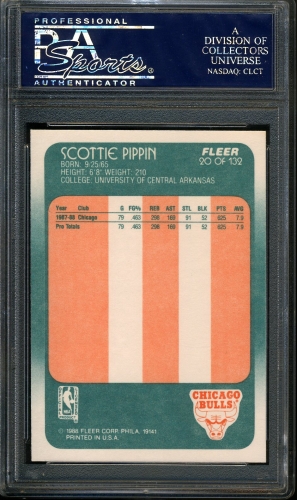 PROFESSIONAL
PSA
Sports
AUTHENTICATOR
A
DIVISION OF
COLLECTORS
UNIVERSE
NASDAQ: CLCT
SCOTTIE PIPPIN
BORN: 9/25/65
HEIGHT: 6'8" WEIGHT: 210
COLLEGE: UNIVERSITY OF CENTRAL ARKANSAS
FLEER
20 OF 132
Year Club G FG% REB AST STL BLK PTS AVG
1987-88 Chicago 79 .463 298 169 91 52 625 7.9
Pro Totals 79 .463 298 169 91 52 625 7.9
NBA
© 1988 FLEER CORP. PHILA. 19141
PRINTED IN U.S.A.
CHICAGO
BULLS